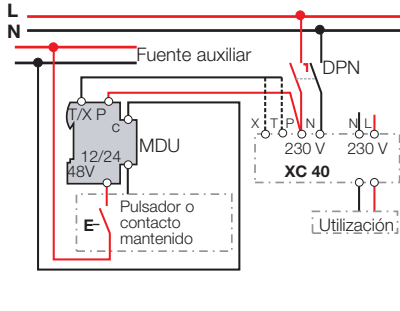 L
N
Fuente auxiliar
DPN
T/X P
c
MDU
12/24
48V
X T P N
N L
230 V
230 V
XC 40
E
Pulsador o
contacto
mantenido
Utilización